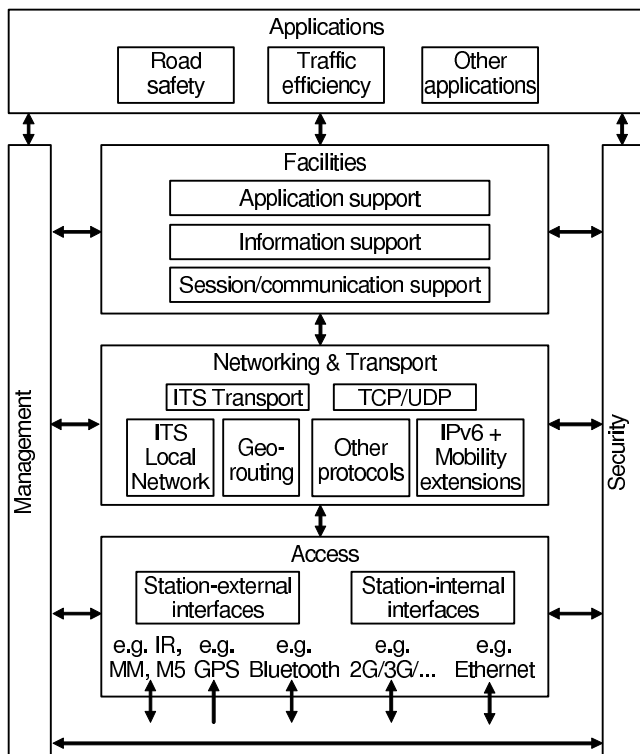 Applications
Road
safety
Traffic
efficiency
Other
applications
Facilities
Application support
Information support
Session/communication support
Networking & Transport
ITS Transport
TCP/UDP
ITS
Local
Network
Geo-
routing
Other
protocols
IPv6 +
Mobility
extensions
Management
Security
Access
Station-external
interfaces
Station-internal
interfaces
e.g. IR,
MM, M5
e.g.
GPS
e.g.
Bluetooth
e.g.
2G/3G/...
e.g.
Ethernet